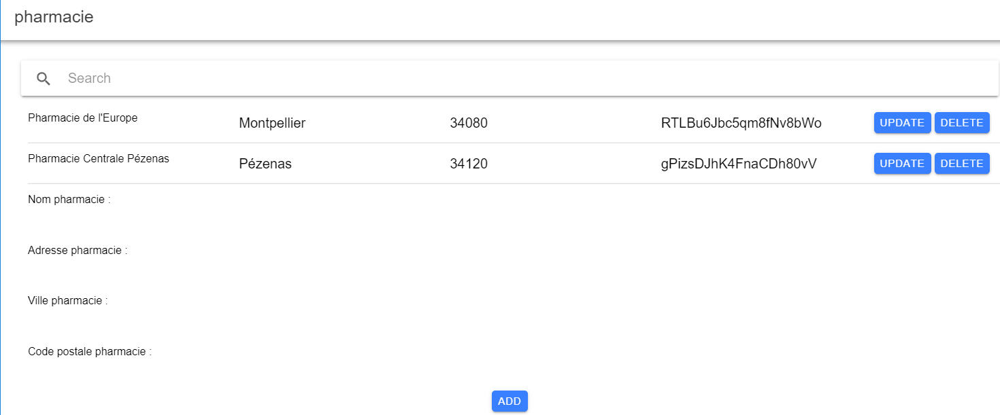 pharmacie
Search
Pharmacie de l'Europe Montpellier 34080 RTLBu6Jbc5qm8fNv8bWo UPDATE DELETE
Pharmacie Centrale Pézenas Pézenas 34120 gPizsDJhK4FnaCDh80vV UPDATE DELETE
Nom pharmacie :
Adresse pharmacie :
Ville pharmacie :
Code postale pharmacie :
ADD